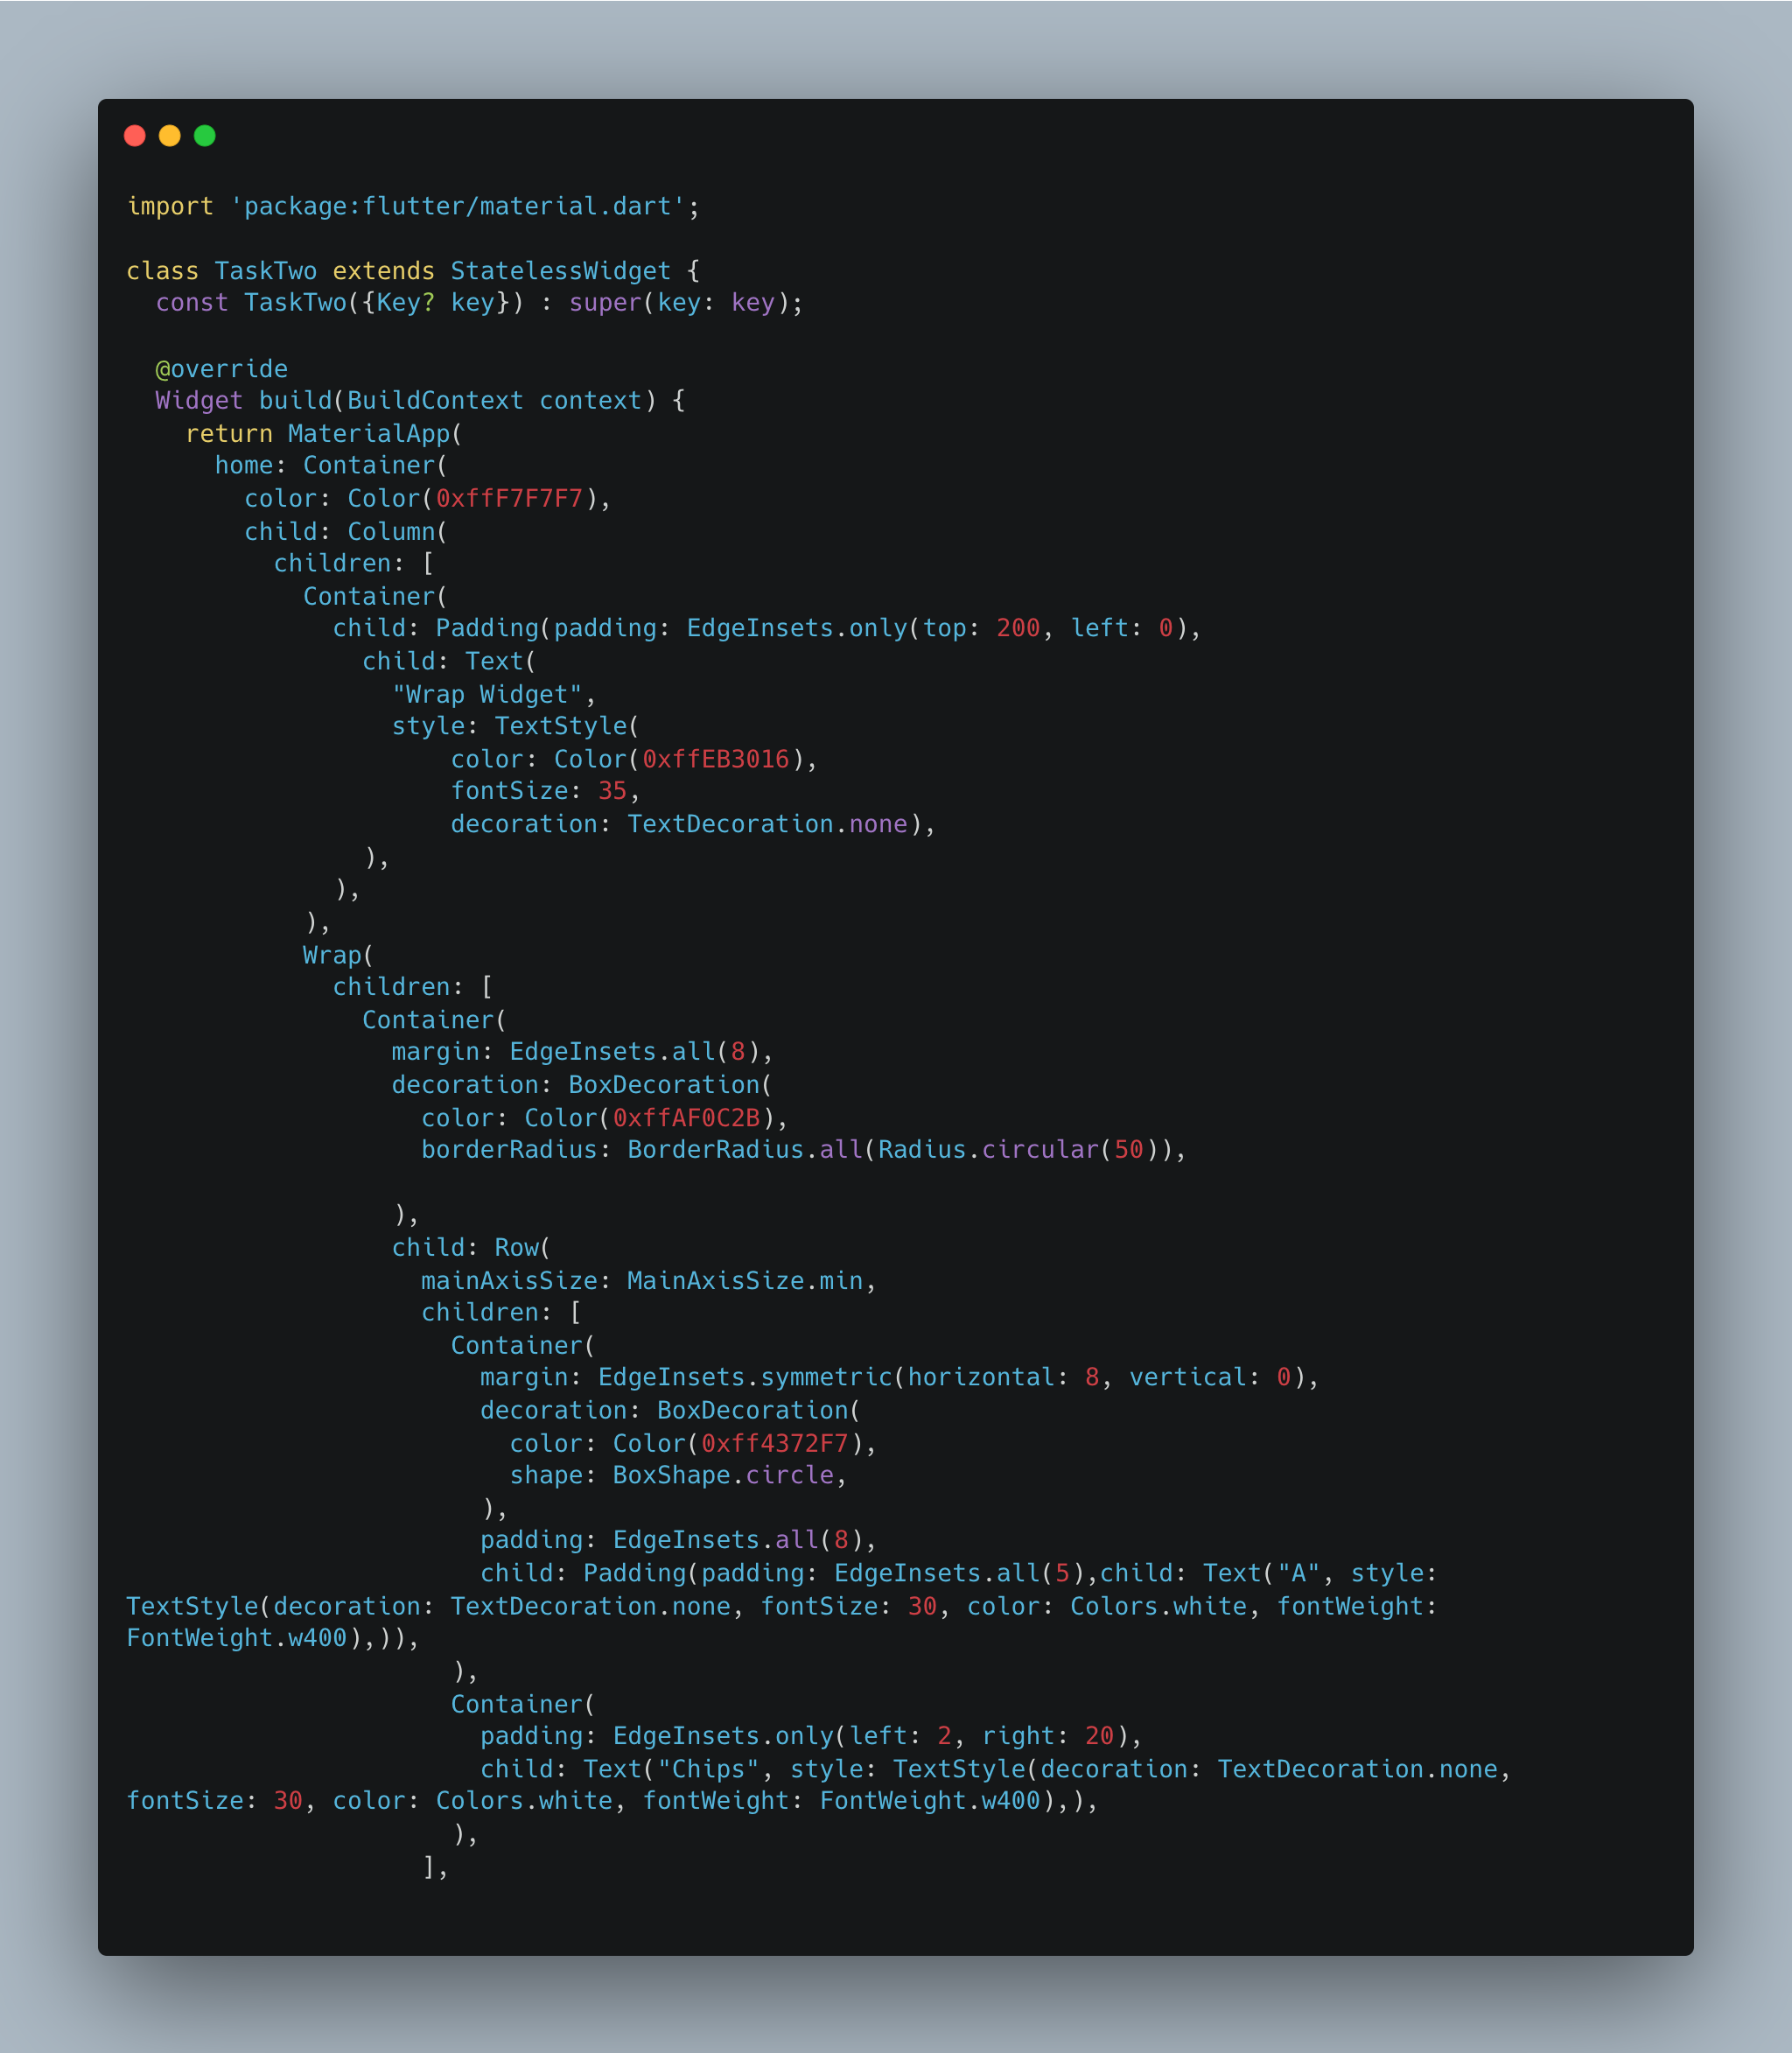 import 'package:flutter/material.dart';

class TaskTwo extends StatelessWidget {
  const TaskTwo({Key? key}) : super(key: key);

  @override
  Widget build(BuildContext context) {
    return MaterialApp(
      home: Container(
        color: Color(0xffF7F7F7),
        child: Column(
          children: [
            Container(
              child: Padding(padding: EdgeInsets.only(top: 200, left: 0),
                child: Text(
                  "Wrap Widget",
                  style: TextStyle(
                      color: Color(0xffEB3016),
                      fontSize: 35,
                      decoration: TextDecoration.none),
                ),
              ),
            ),
            Wrap(
              children: [
                Container(
                  margin: EdgeInsets.all(8),
                  decoration: BoxDecoration(
                    color: Color(0xffAF0C2B),
                    borderRadius: BorderRadius.all(Radius.circular(50)),

                  ),
                  child: Row(
                    mainAxisSize: MainAxisSize.min,
                    children: [
                      Container(
                        margin: EdgeInsets.symmetric(horizontal: 8, vertical: 0),
                        decoration: BoxDecoration(
                          color: Color(0xff4372F7),
                          shape: BoxShape.circle,
                        ),
                        padding: EdgeInsets.all(8),
                        child: Padding(padding: EdgeInsets.all(5),child: Text("A", style:
TextStyle(decoration: TextDecoration.none, fontSize: 30, color: Colors.white, fontWeight:
FontWeight.w400),)),
                      ),
                      Container(
                        padding: EdgeInsets.only(left: 2, right: 20),
                        child: Text("Chips", style: TextStyle(decoration: TextDecoration.none,
fontSize: 30, color: Colors.white, fontWeight: FontWeight.w400),),
                      ),
                    ],